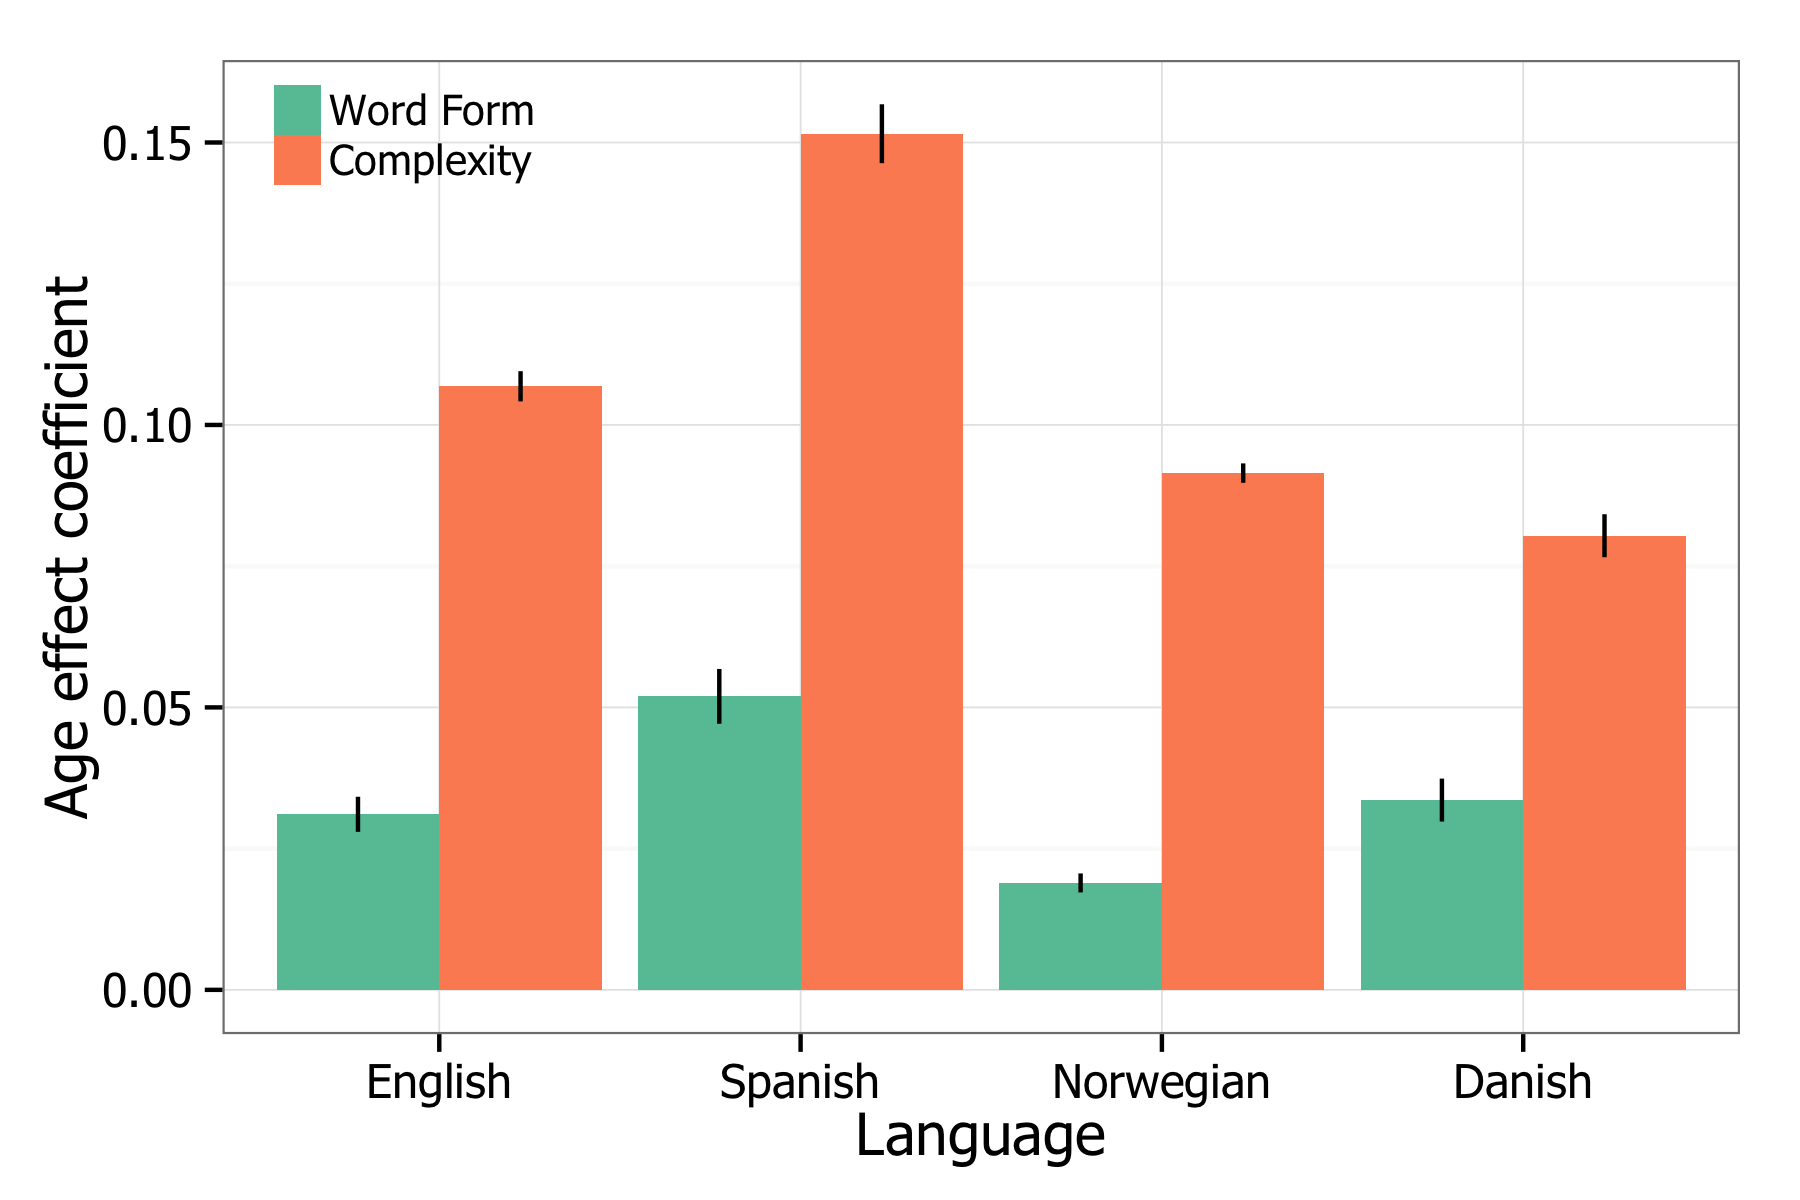 Word Form
Complexity
0.15
0.10
0.05
0.00
Age effect coefficient
English Spanish Norwegian Danish
Language